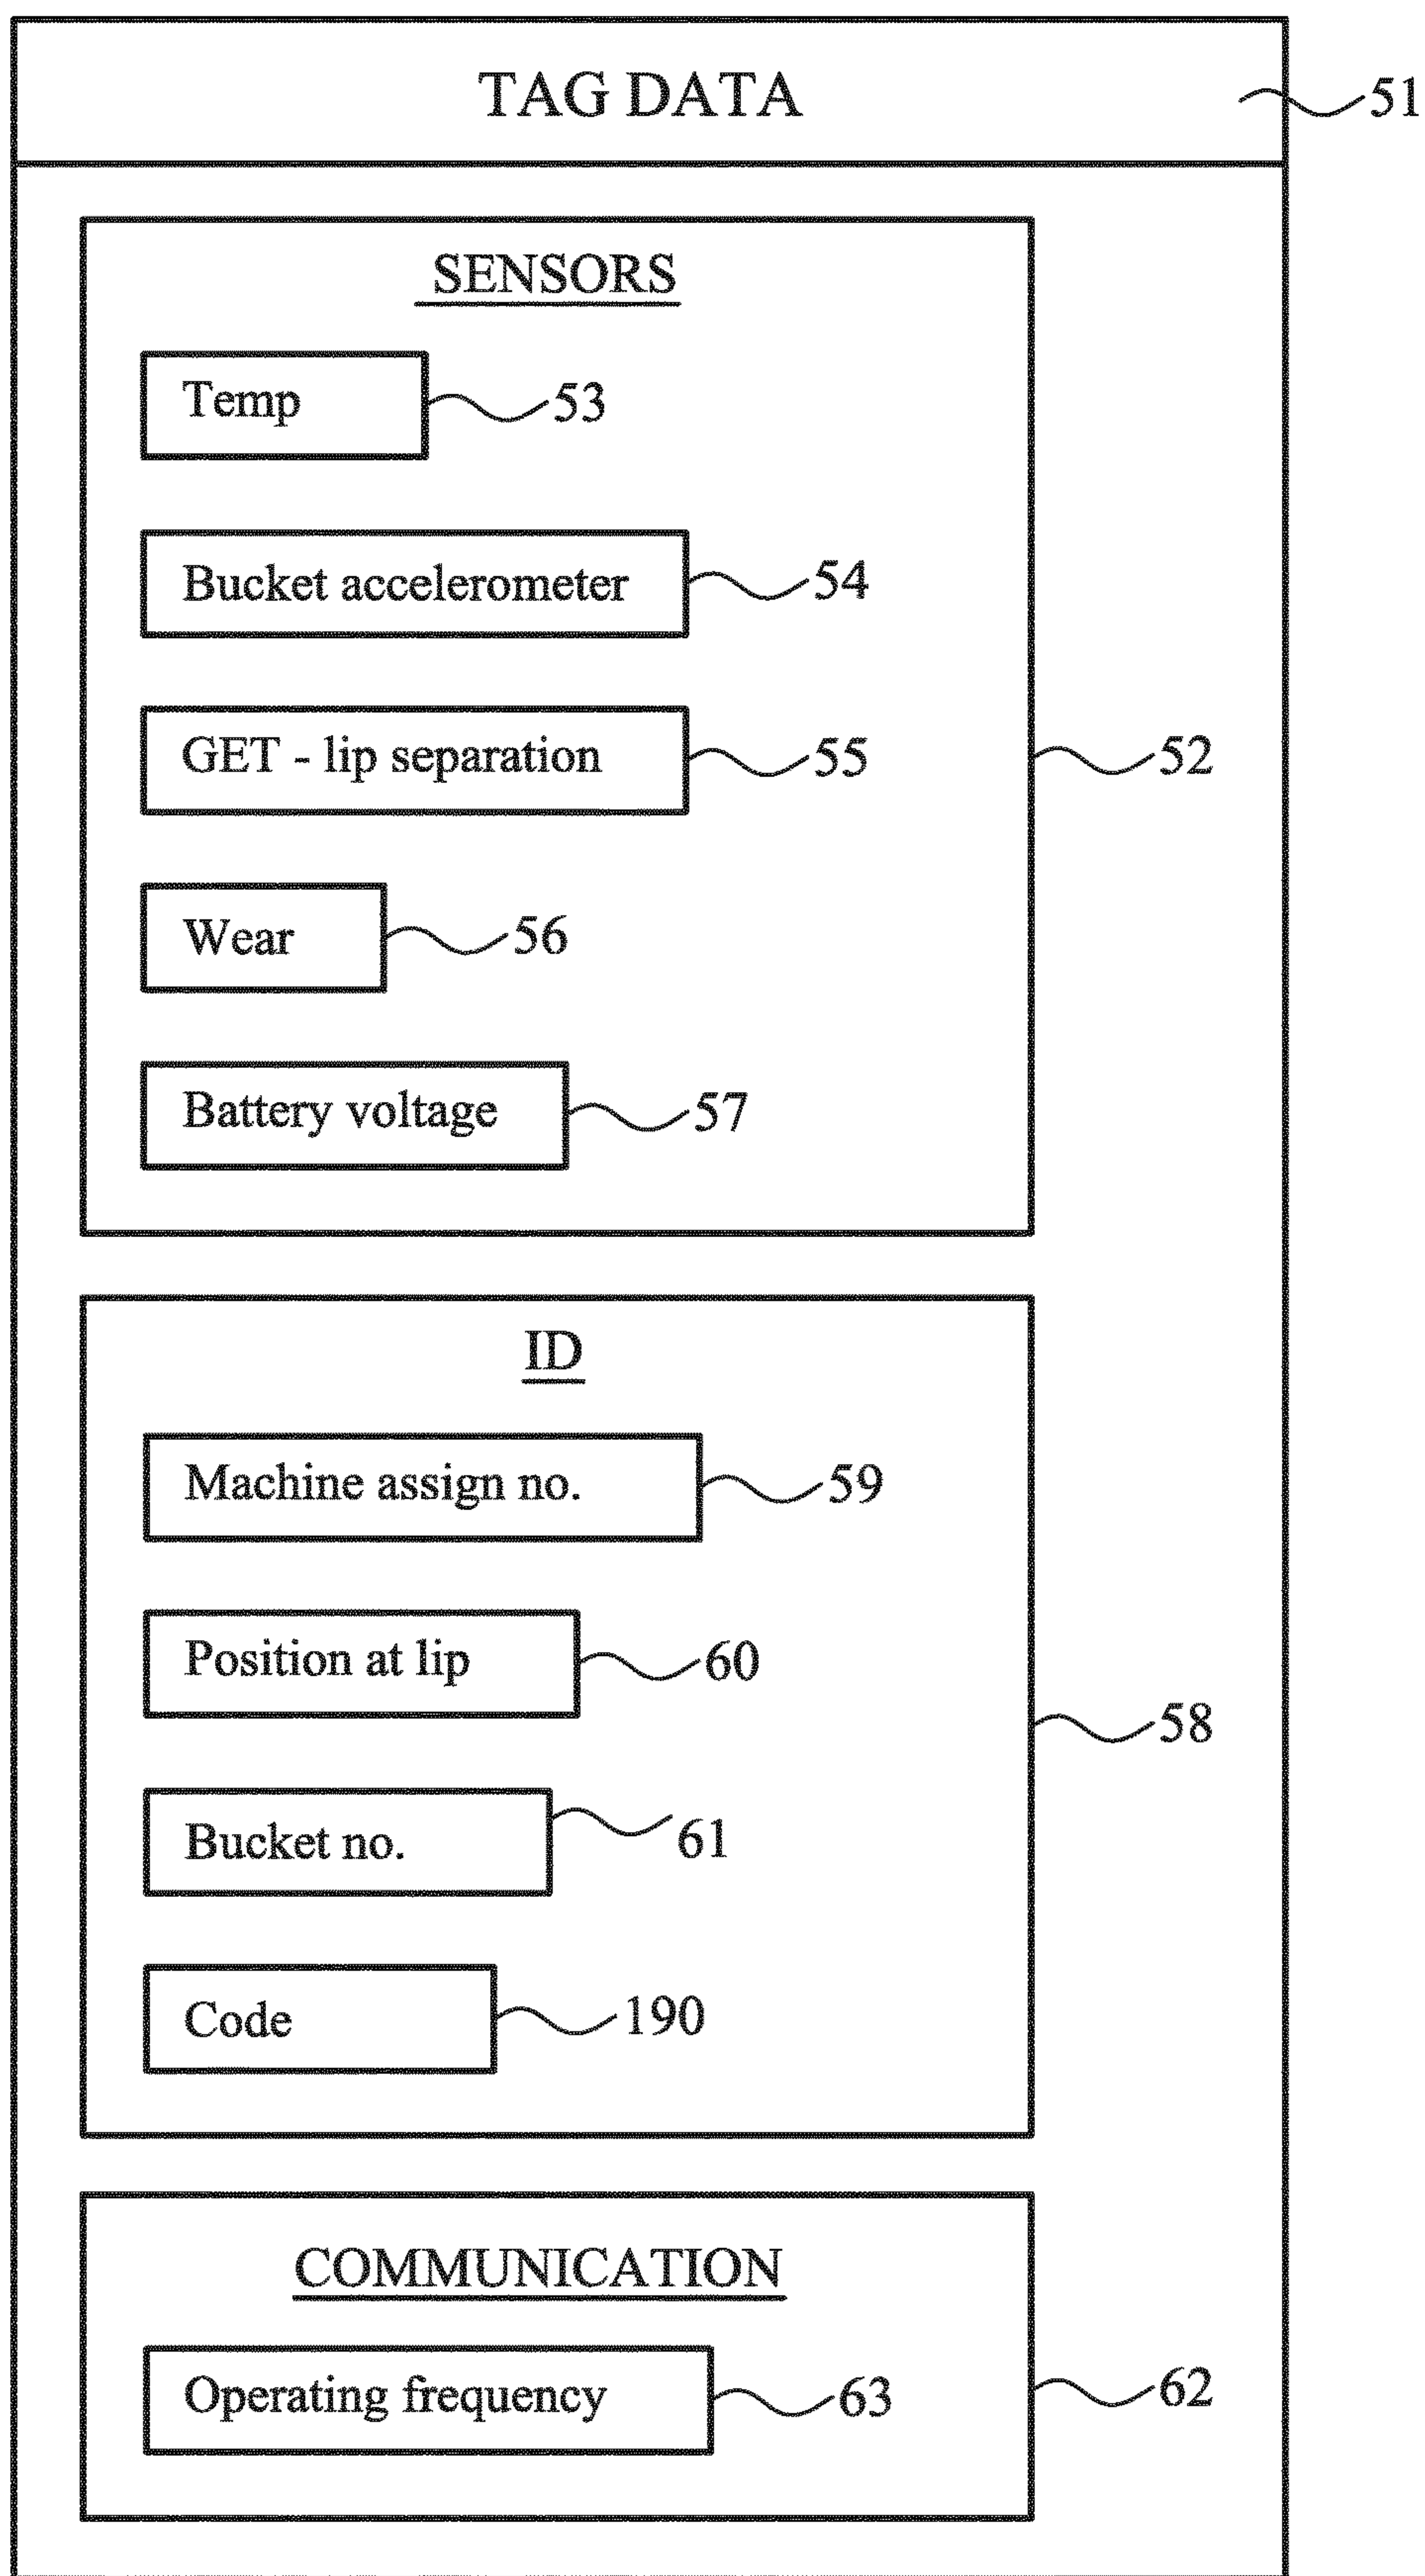 TAG DATA 51
SENSORS
Temp 53
Bucket accelerometer 54
GET - lip separation 55
52
Wear 56
Battery voltage 57
ID
Machine assign no. 59
Position at lip 60
58
Bucket no. 61
Code 190
COMMUNICATION
Operating frequency 63
62